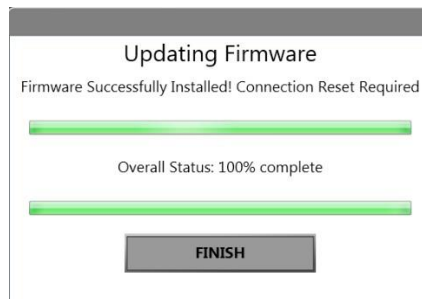 Updating Firmware
Firmware Successfully Installed! Connection Reset Required
Overall Status: 100% complete
FINISH